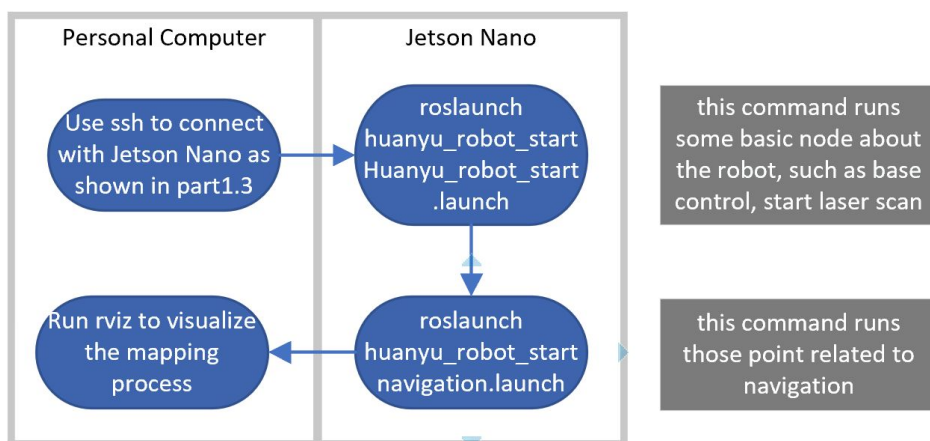 Personal Computer
Jetson Nano
Use ssh to connect
with Jetson Nano as
shown in part1.3
roslaunch
huanyu_robot_start
Huanyu_robot_start
.launch
this command runs
some basic node about
the robot, such as base
control, start laser scan
Run rviz to visualize
the mapping
process
roslaunch
huanyu_robot_start
navigation.launch
this command runs
those point related to
navigation